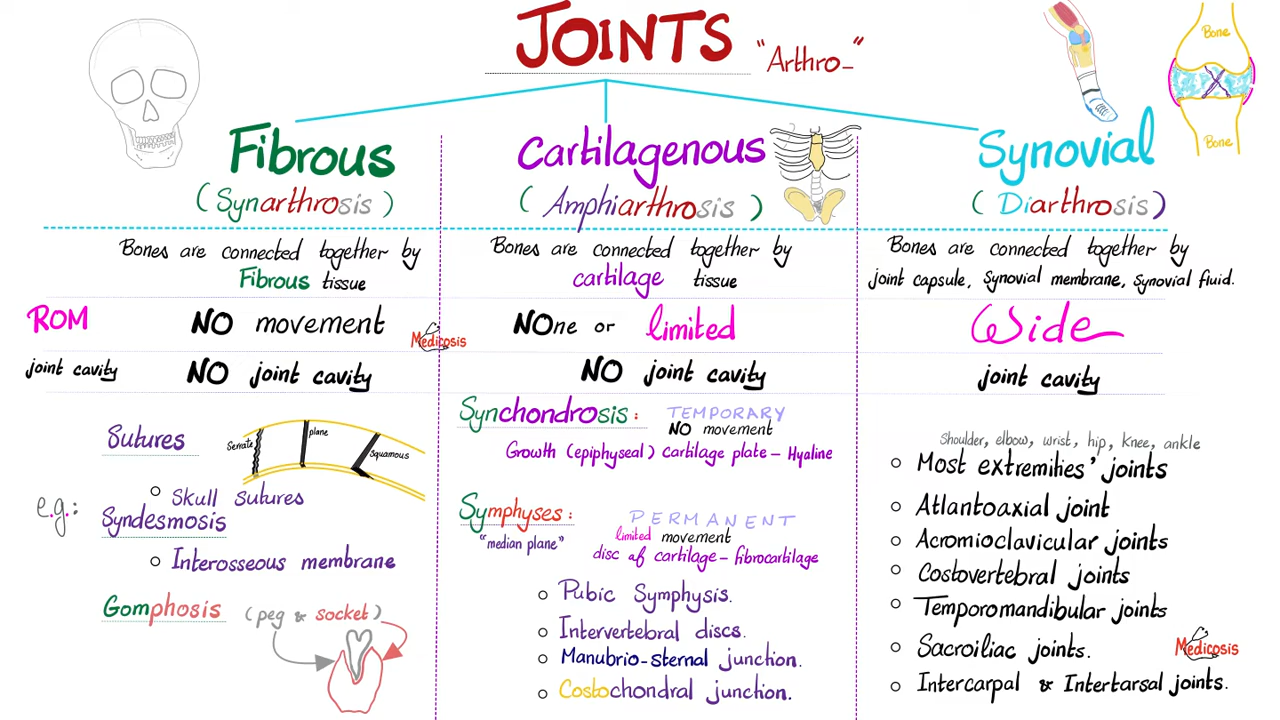 JOINTS "Arthro_"
Bone
Bone
Fibrous
(Synarthrosis)
Bones are connected together by
Fibrous tissue
ROM
NO movement
Medicosis
joint cavity
NO joint cavity
e.g.:
Sutures
Serrate
plane
Squamous
Skull sutures
Syndesmosis
Interosseous membrane
Gomphosis (peg & socket)
Cartilagenous
(Amphiarthrosis)
Bones are connected together by
cartilage tissue
NOne or limited
NO joint cavity
Synchondrosis: TEMPORARY
NO movement
Growth (epiphyseal) cartilage plate – Hyaline
Symphyses: PERMANENT
"median plane" limited movement
disc of cartilage – fibrocartilage
Pubic Symphysis.
Intervertebral discs.
Manubrio-sternal junction.
Costochondral junction.
Synovial
(Diarthrosis)
Bones are connected together by
joint capsule, Synovial membrane, Synovial fluid.
Wide
joint cavity
Shoulder, elbow, wrist, hip, knee, ankle
Most extremities' joints
Atlantoaxial joint
Acromioclavicular joints
Costovertebral joints
Temporomandibular joints
Sacroiliac joints.
Medicosis
Intercarpal & Intertarsal joints.